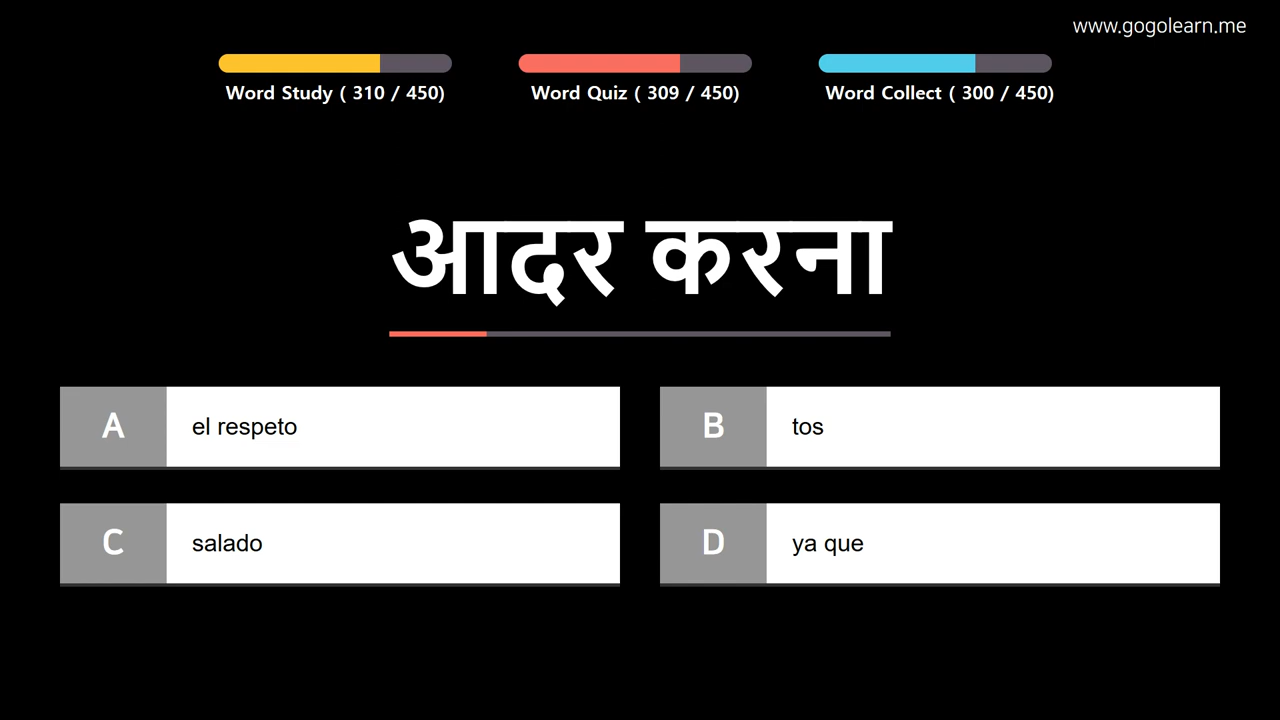 www.gogolearn.me
Word Study ( 310 / 450)
Word Quiz ( 309 / 450)
Word Collect ( 300 / 450)
आदर करना
A
el respeto
B
tos
C
salado
D
ya que